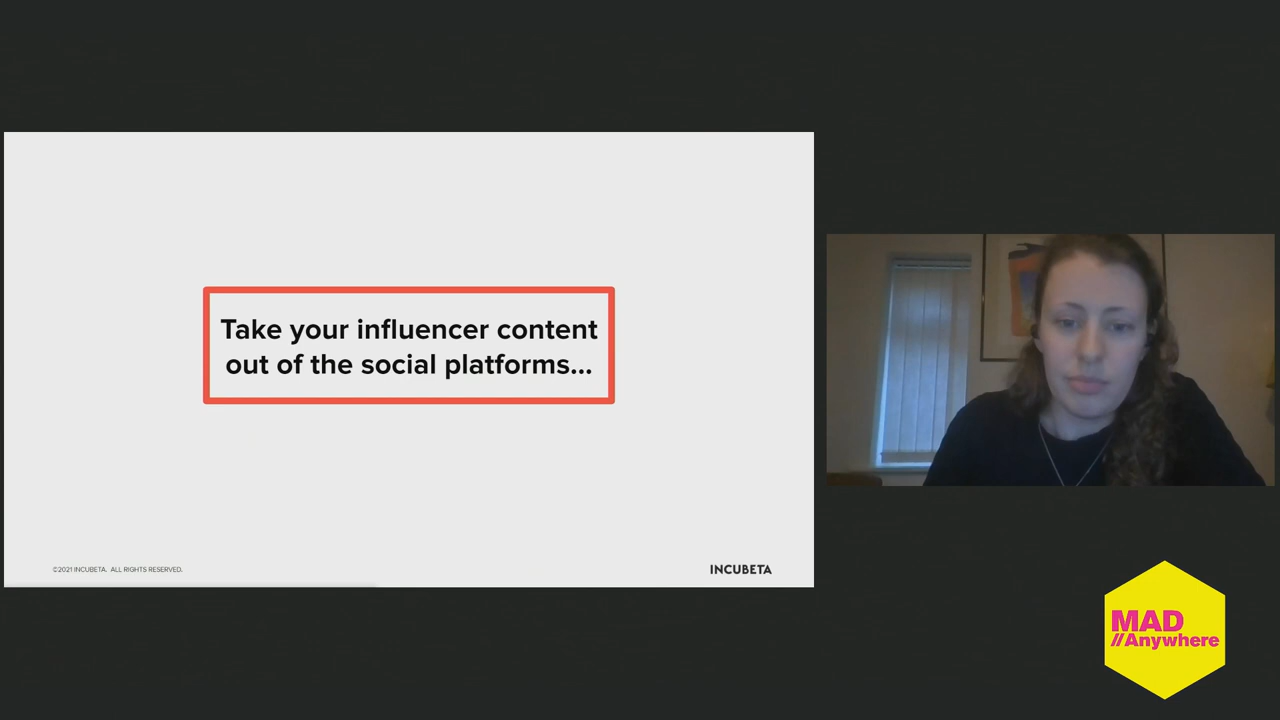 Take your influencer content
out of the social platforms...
©2021 INCUBETA. ALL RIGHTS RESERVED.
INCUBETA
MAD
//Anywhere